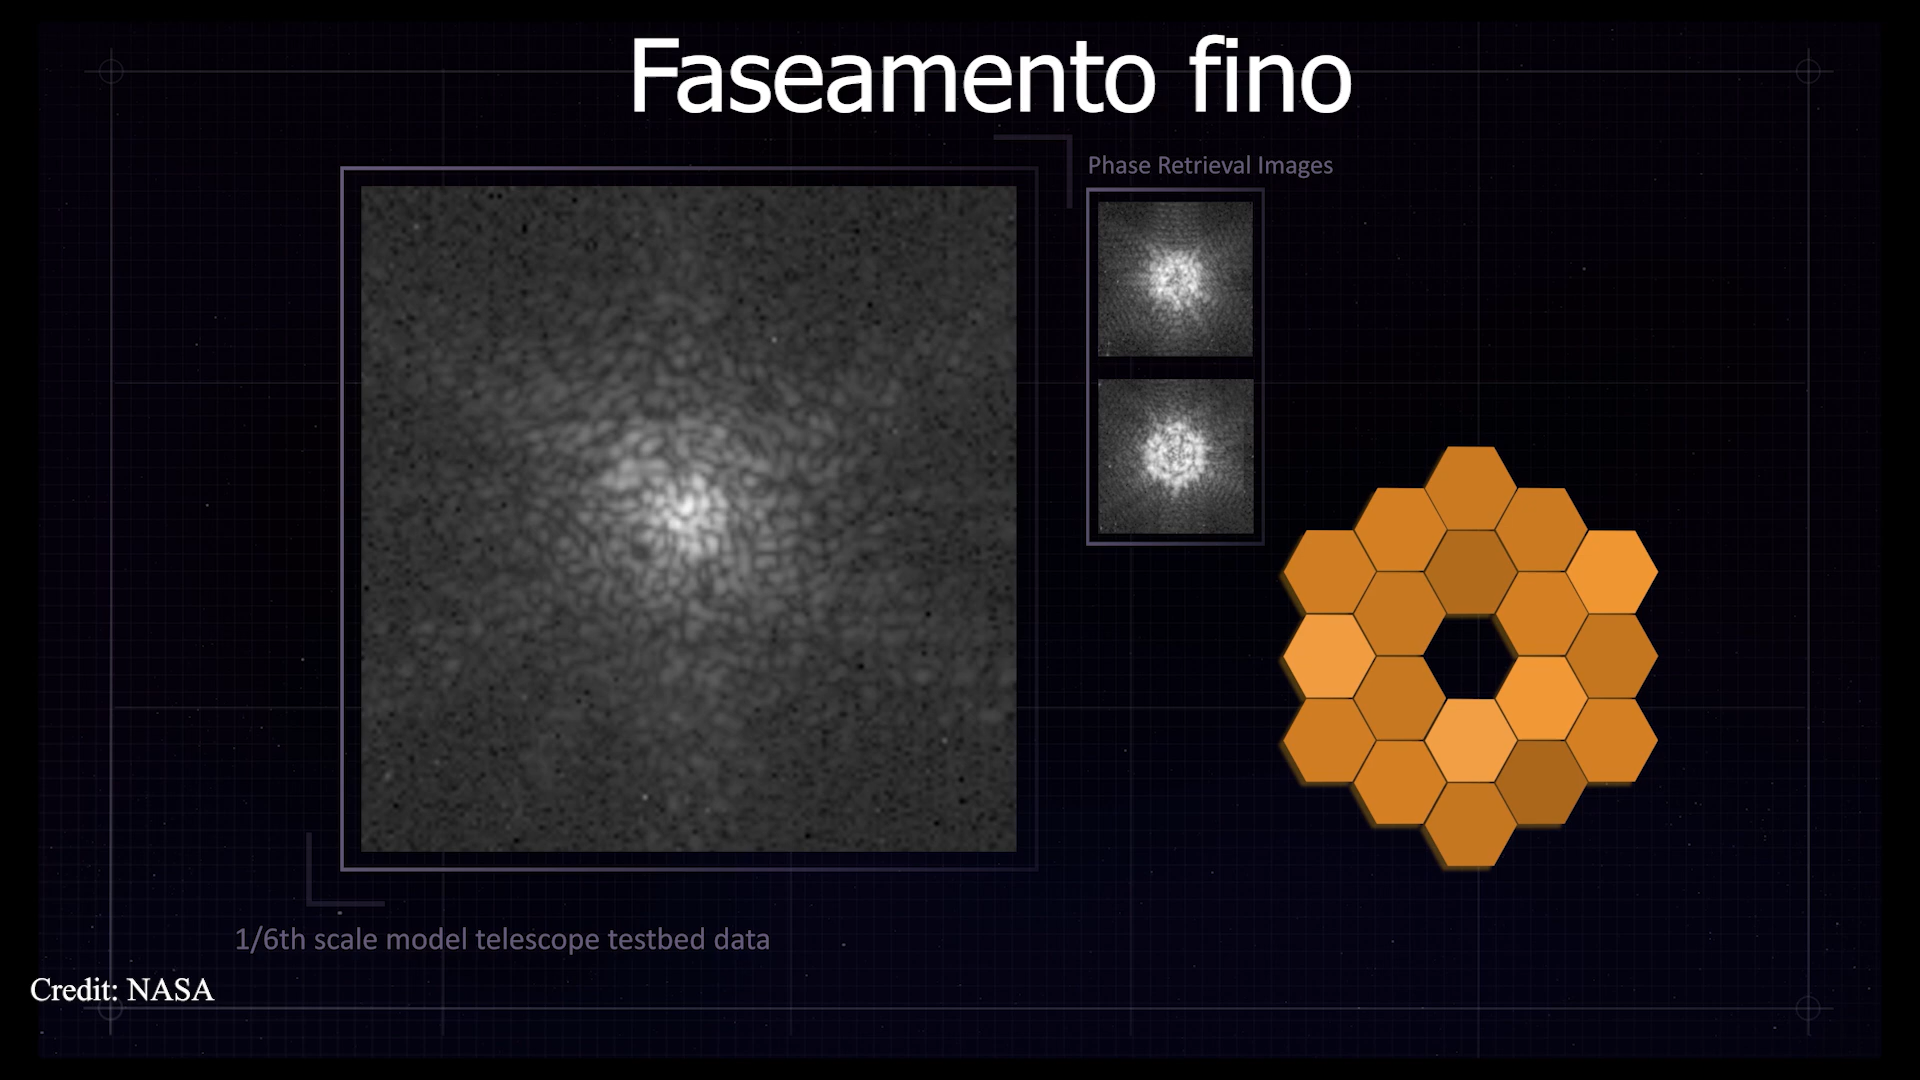 Faseamento fino
Phase Retrieval Images
1/6th scale model telescope testbed data
Credit: NASA